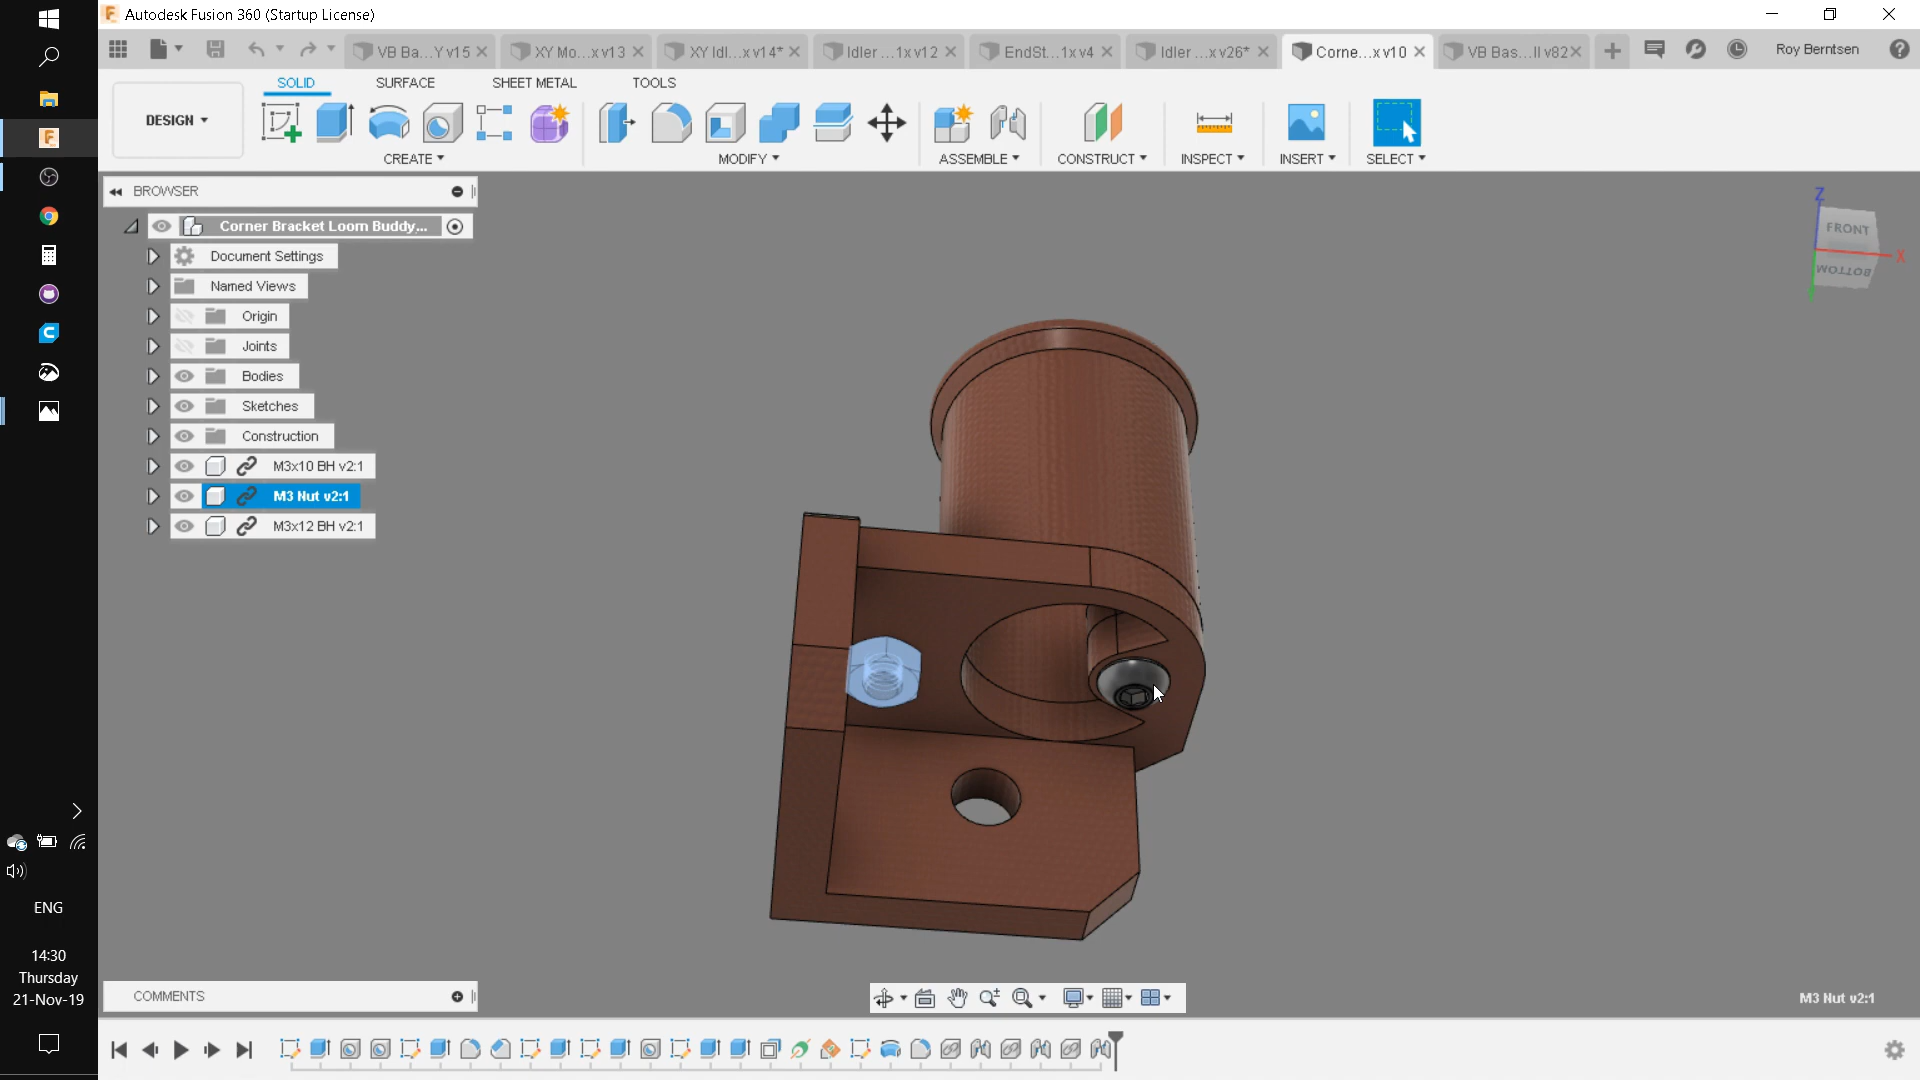 Autodesk Fusion 360 (Startup License)
VB Ba...Y v15
XY Mo...x v13
XY Idl...x v14*
Idler ...1x v12
EndSt...1x v4
Idler ...x v26*
Corne...x v10
VB Bas...ll v82
Roy Berntsen
SOLID
SURFACE
SHEET METAL
TOOLS
DESIGN
CREATE
MODIFY
ASSEMBLE
CONSTRUCT
INSPECT
INSERT
SELECT
BROWSER
Corner Bracket Loom Buddy...
Document Settings
Named Views
Origin
Joints
Bodies
Sketches
Construction
M3x10 BH v2:1
M3 Nut v2:1
M3x12 BH v2:1
Z
FRONT
X
BOTTOM
ENG
14:30
Thursday
21-Nov-19
COMMENTS
M3 Nut v2:1